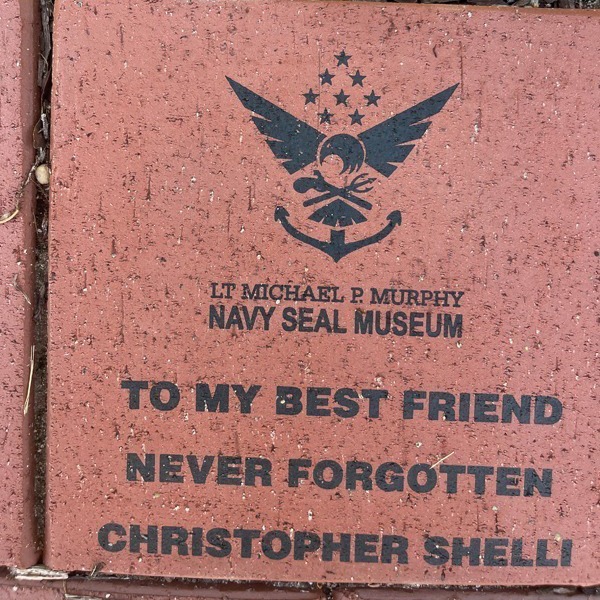 LT MICHAEL P. MURPHY
NAVY SEAL MUSEUM
TO MY BEST FRIEND
NEVER FORGOTTEN
CHRISTOPHER SHELLI